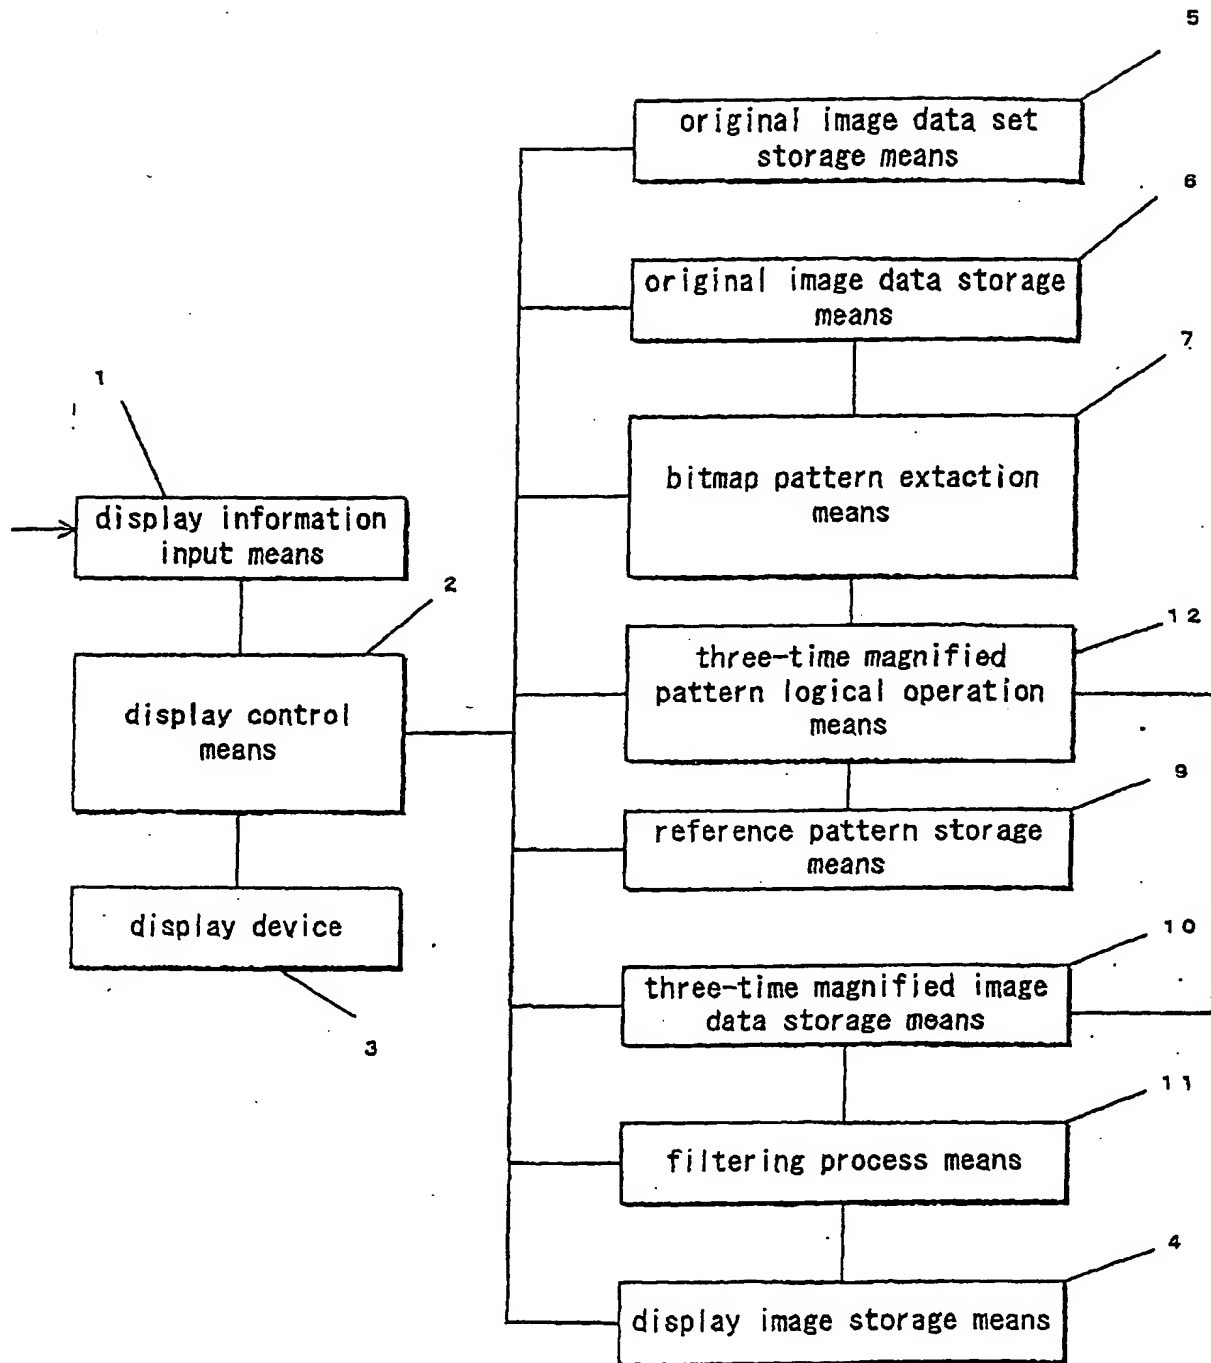 5
original image data set
storage means
6
original image data storage
means
7
bitmap pattern extaction
means
1
display information
input means
2
display control
means
12
three-time magnified
pattern logical operation
means
9
reference pattern storage
means
display device
3
10
three-time magnified image
data storage means
11
filtering process means
4
display image storage means